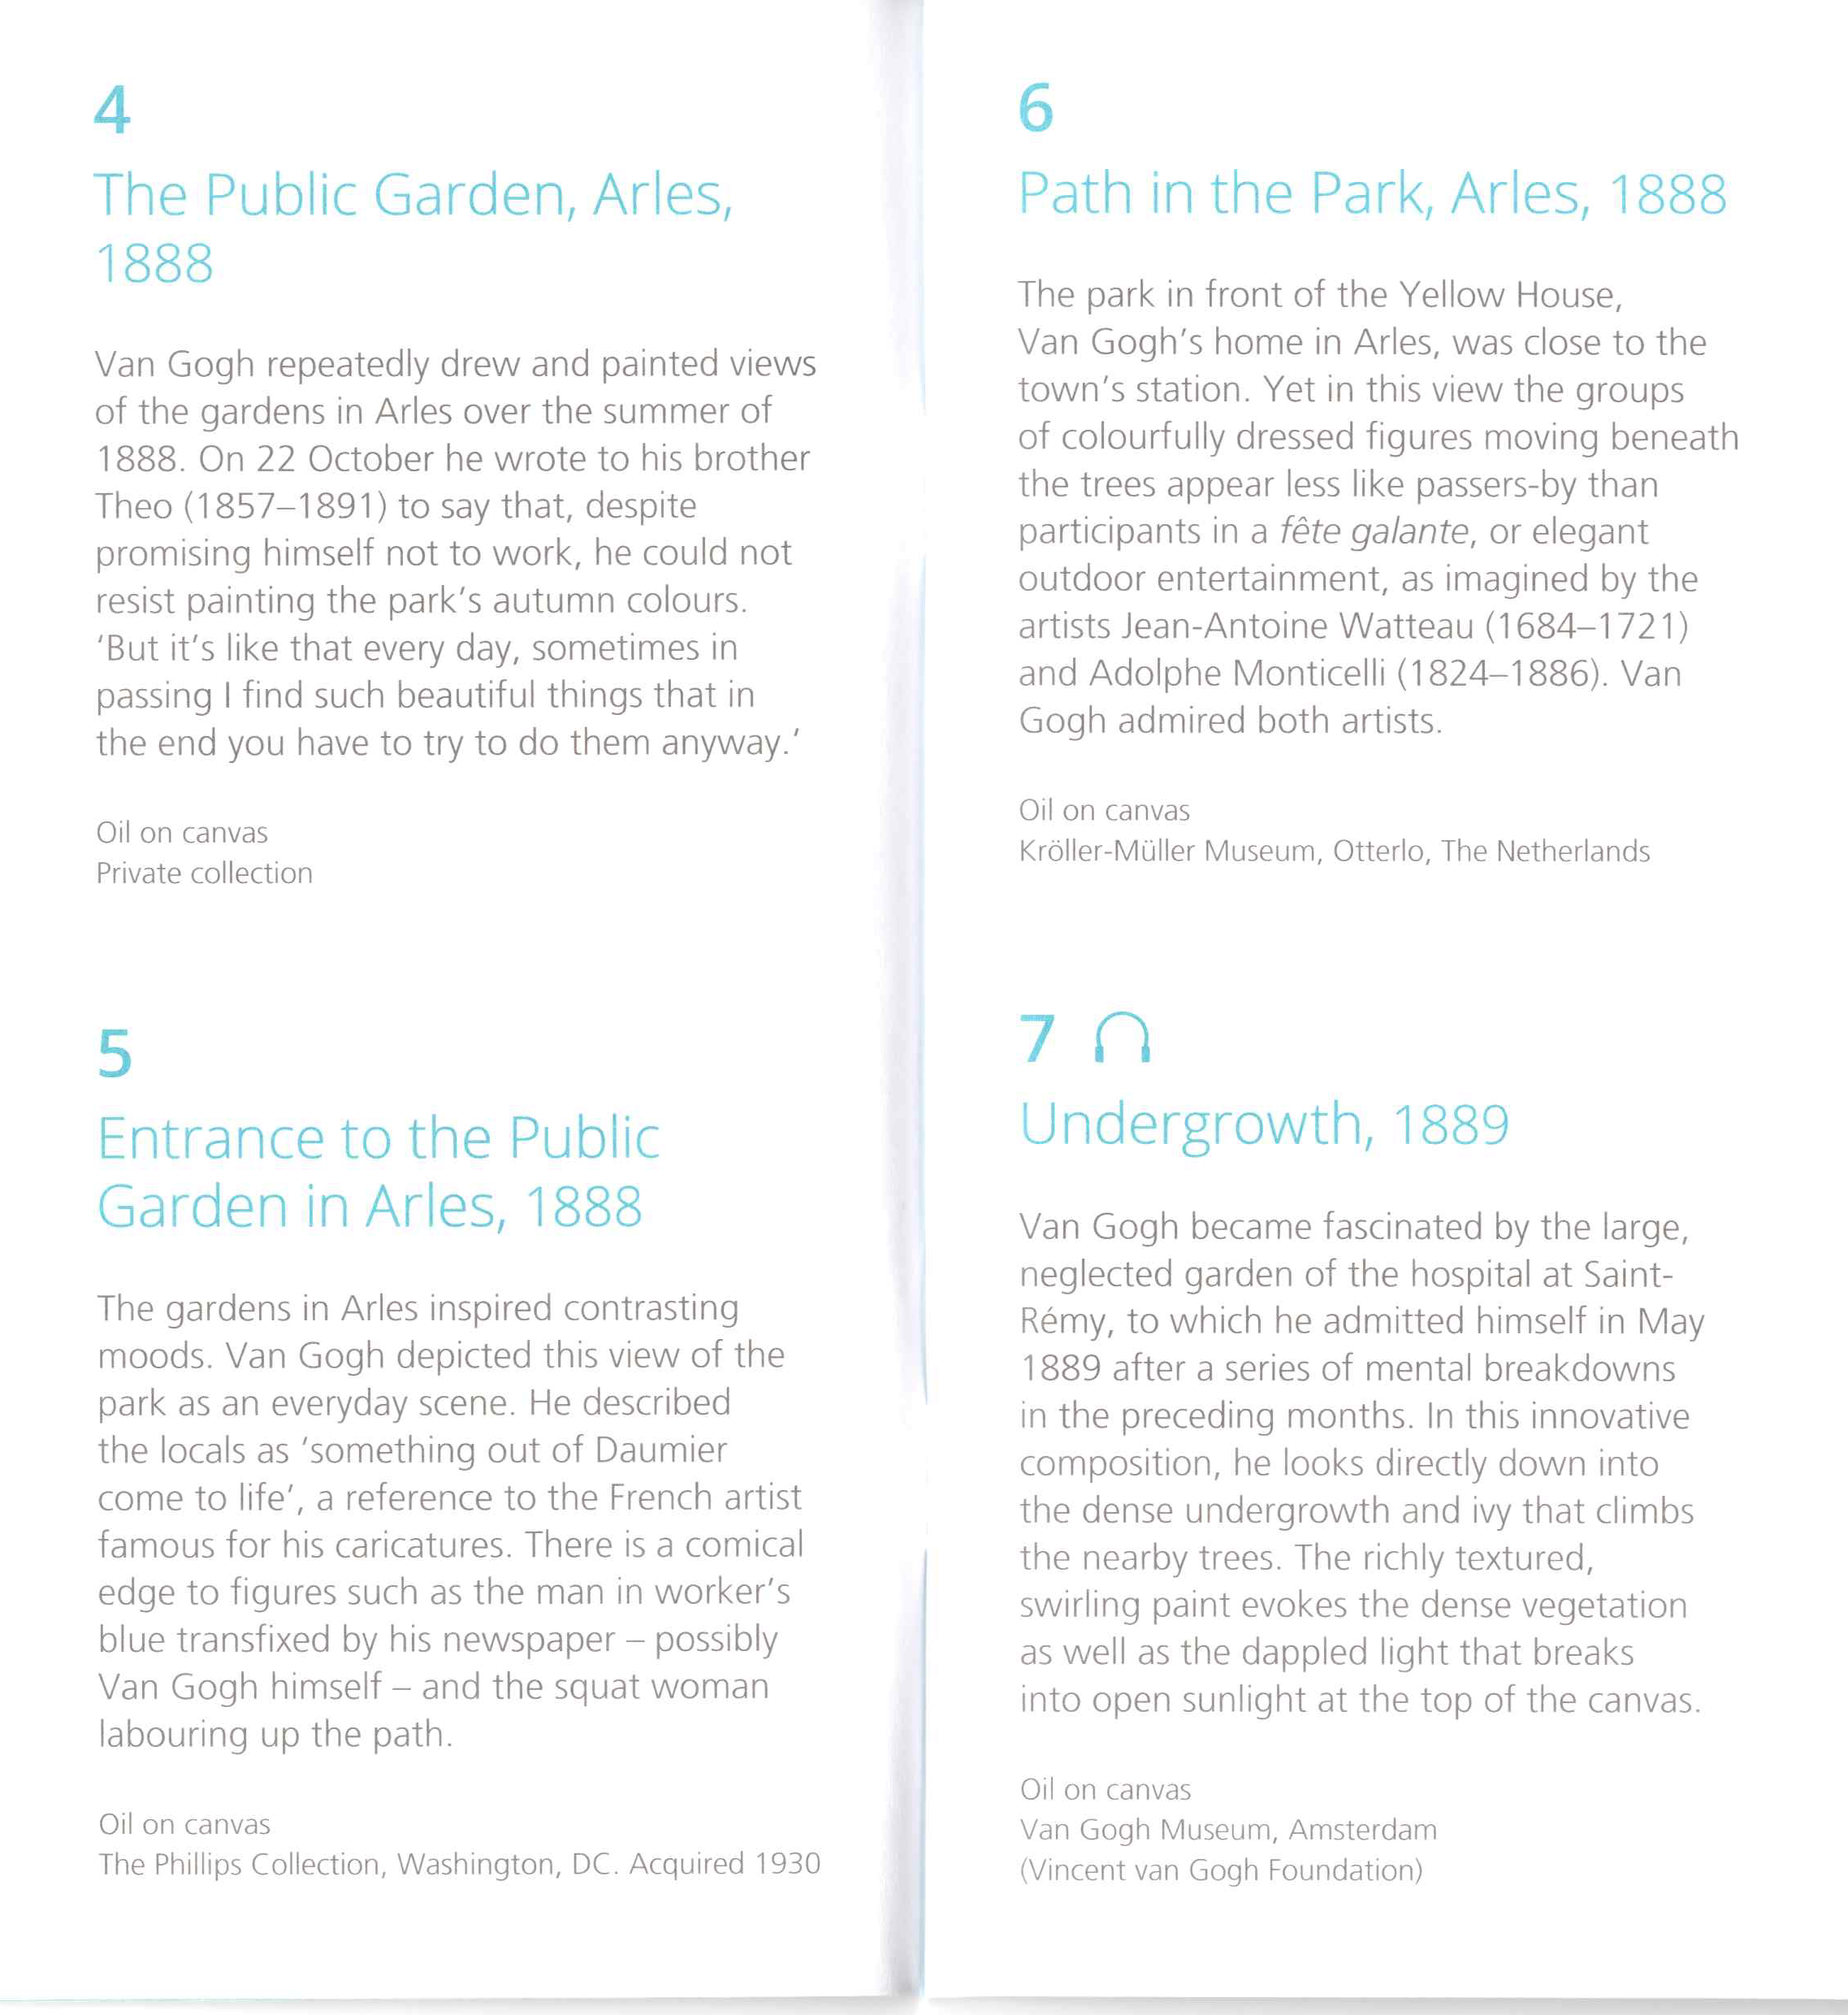 4
The Public Garden, Arles,
1888
Van Gogh repeatedly drew and painted views
of the gardens in Arles over the summer of
1888. On 22 October he wrote to his brother
Theo (1857–1891) to say that, despite
promising himself not to work, he could not
resist painting the park's autumn colours.
‘But it's like that every day, sometimes in
passing I find such beautiful things that in
the end you have to try to do them anyway.’
Oil on canvas
Private collection
5
Entrance to the Public
Garden in Arles, 1888
The gardens in Arles inspired contrasting
moods. Van Gogh depicted this view of the
park as an everyday scene. He described
the locals as ‘something out of Daumier
come to life’, a reference to the French artist
famous for his caricatures. There is a comical
edge to figures such as the man in worker's
blue transfixed by his newspaper – possibly
Van Gogh himself – and the squat woman
labouring up the path.
Oil on canvas
The Phillips Collection, Washington, DC. Acquired 1930
6
Path in the Park, Arles, 1888
The park in front of the Yellow House,
Van Gogh's home in Arles, was close to the
town's station. Yet in this view the groups
of colourfully dressed figures moving beneath
the trees appear less like passers-by than
participants in a fête galante, or elegant
outdoor entertainment, as imagined by the
artists Jean-Antoine Watteau (1684–1721)
and Adolphe Monticelli (1824–1886). Van
Gogh admired both artists.
Oil on canvas
Kröller-Müller Museum, Otterlo, The Netherlands
7
Undergrowth, 1889
Van Gogh became fascinated by the large,
neglected garden of the hospital at Saint-
Rémy, to which he admitted himself in May
1889 after a series of mental breakdowns
in the preceding months. In this innovative
composition, he looks directly down into
the dense undergrowth and ivy that climbs
the nearby trees. The richly textured,
swirling paint evokes the dense vegetation
as well as the dappled light that breaks
into open sunlight at the top of the canvas.
Oil on canvas
Van Gogh Museum, Amsterdam
(Vincent van Gogh Foundation)